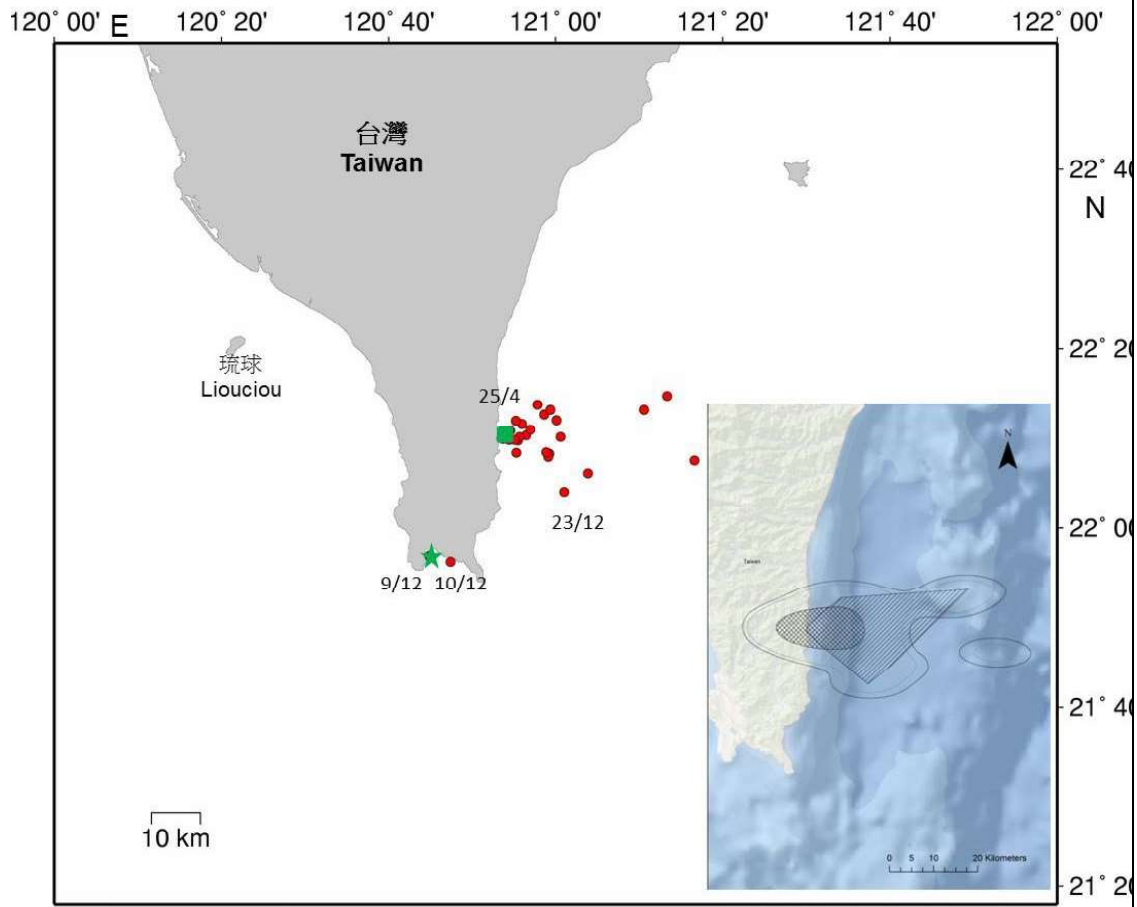 120° 00' E 120° 20' 120° 40' 121° 00' 121° 20' 121° 40' 122° 00'
台灣
Taiwan
22° 40
N
琉球
Liouciou
22° 20
25/4
23/12
22° 00
9/12 10/12
N
Taiwan
21° 40
10 km
0 5 10 20 Kilometers
21° 20